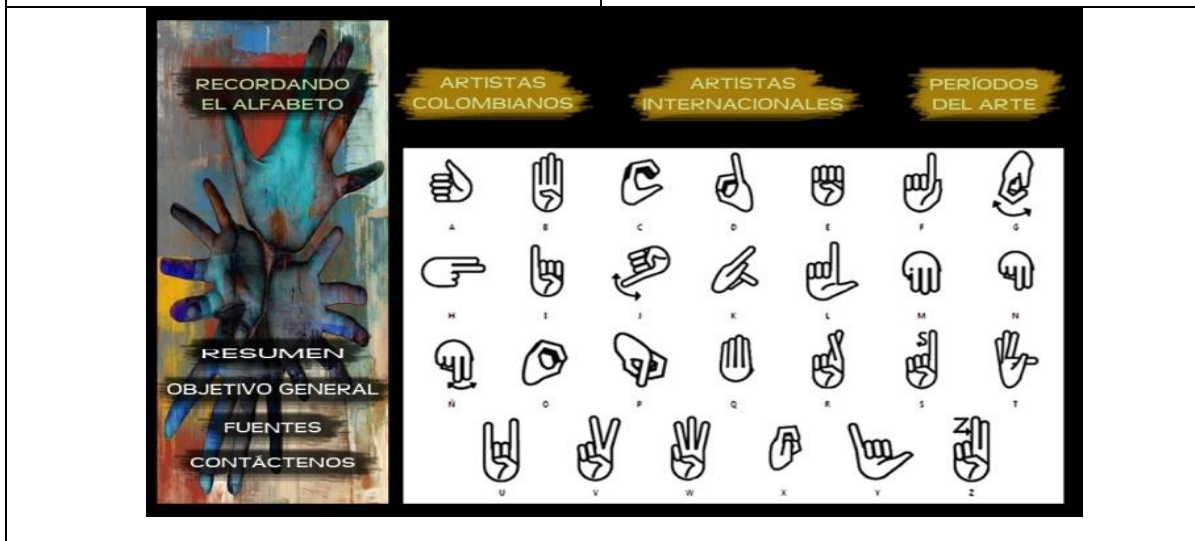 RECORDANDO
EL ALFABETO
ARTISTAS
COLOMBIANOS
ARTISTAS
INTERNACIONALES
PERÍODOS
DEL ARTE
RESUMEN
OBJETIVO GENERAL
FUENTES
CONTÁCTENOS
A B C D E F G
H I J K L M N
Ñ O P Q R S T
S
U V W X Y Z
Z